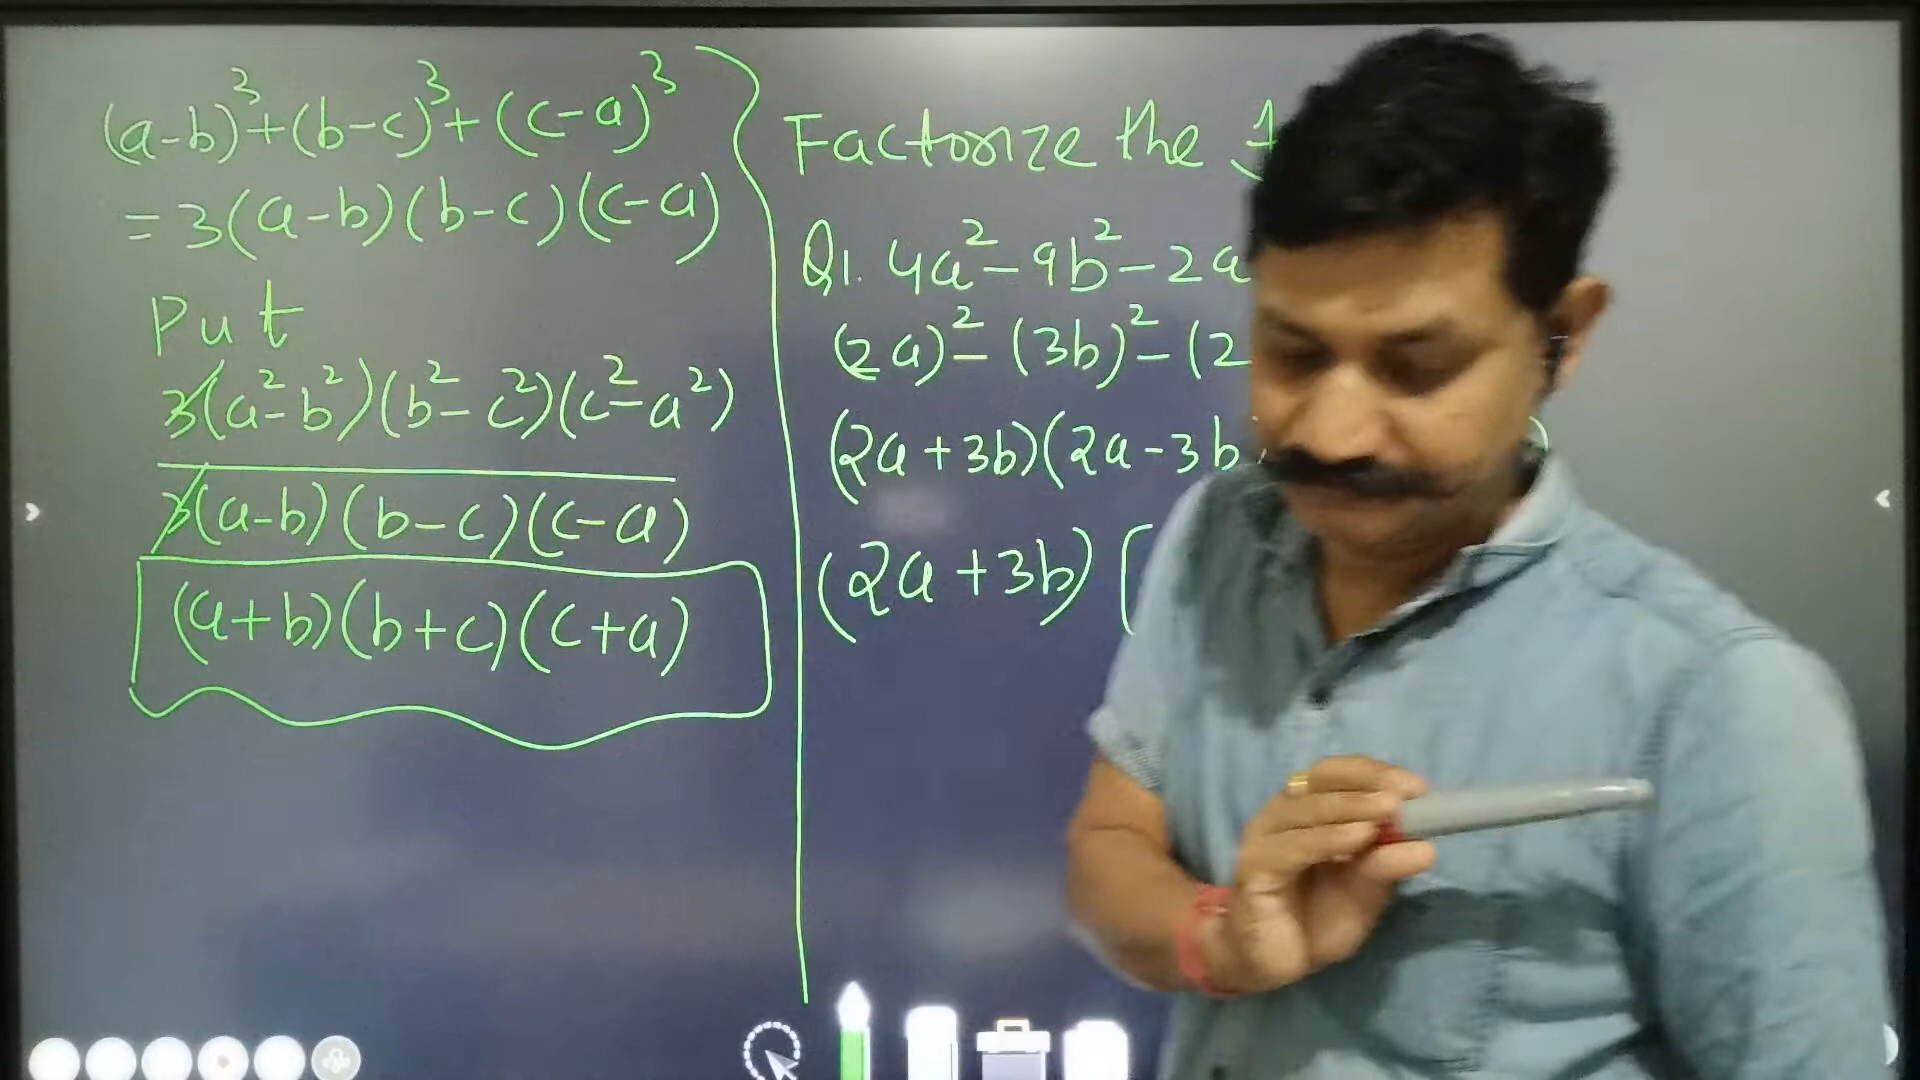 (a-b)³+(b-c)³+(c-a)³
=3(a-b)(b-c)(c-a)
Put
3(a²-b²)(b²-c²)(c²-a²)
3(a-b)(b-c)(c-a)
(a+b)(b+c)(c+a)
Factorize the
Q1. 4a²-9b²-2a
(2a)²-(3b)²-(2
(2a+3b)(2a-3b
(2a+3b)[